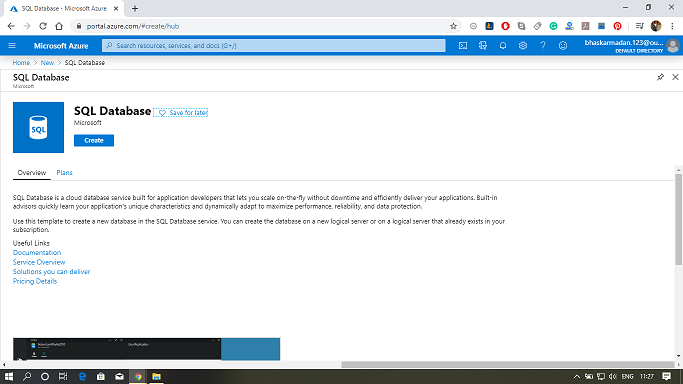 SQL Database - Microsoft Azure
portal.azure.com/#create/hub
Microsoft Azure
Search resources, services, and docs (G+/)
bhaskarmadan.123@ou...
DEFAULT DIRECTORY
Home > New > SQL Database
SQL Database
Microsoft
SQL
SQL Database
Save for later
Microsoft
Create
Overview
Plans
SQL Database is a cloud database service built for application developers that lets you scale on-the-fly without downtime and efficiently deliver your applications. Built-in
advisors quickly learn your application's unique characteristics and dynamically adapt to maximize performance, reliability, and data protection.
Use this template to create a new database in the SQL Database service. You can create the database on a new logical server or on a logical server that already exists in your
subscription.
Useful Links
Documentation
Service Overview
Solutions you can deliver
Pricing Details
ENG
11:27